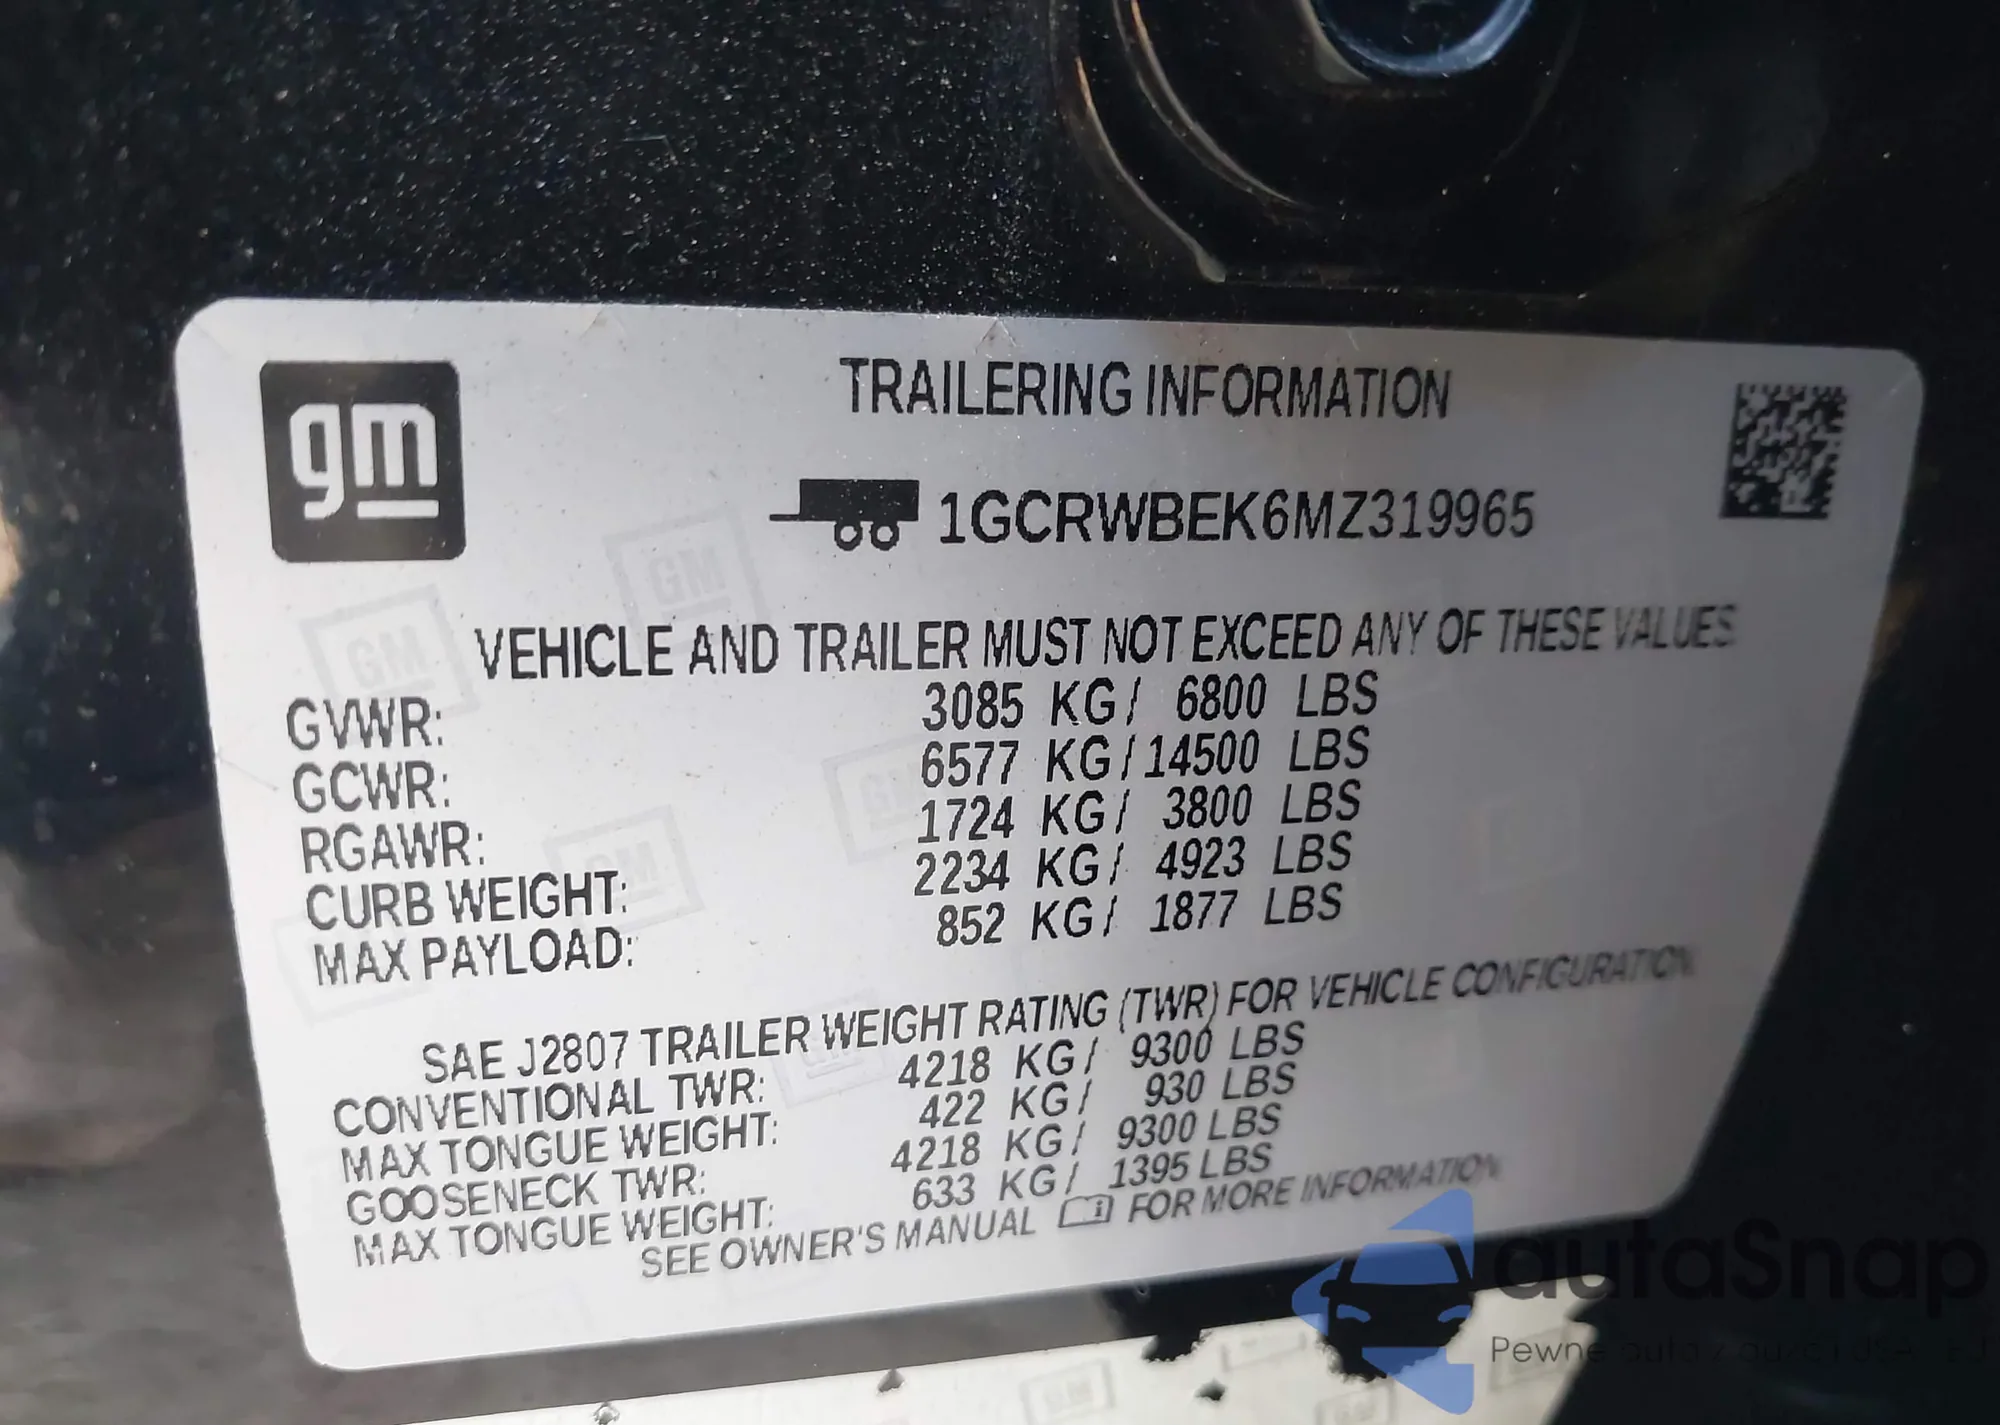 gm
TRAILERING INFORMATION
1GCRWBEK6MZ319965
VEHICLE AND TRAILER MUST NOT EXCEED ANY OF THESE VALUES
GVWR: 3085 KG/ 6800 LBS
GCWR: 6577 KG/14500 LBS
RGAWR: 1724 KG/ 3800 LBS
CURB WEIGHT: 2234 KG/ 4923 LBS
MAX PAYLOAD: 852 KG/ 1877 LBS
SAE J2807 TRAILER WEIGHT RATING (TWR) FOR VEHICLE CONFIGURATION
CONVENTIONAL TWR: 4218 KG/ 9300 LBS
MAX TONGUE WEIGHT: 422 KG/ 930 LBS
GOOSENECK TWR: 4218 KG/ 9300 LBS
MAX TONGUE WEIGHT: 633 KG/ 1395 LBS
SEE OWNER'S MANUAL FOR MORE INFORMATION
autaSnap
Pewne auta z